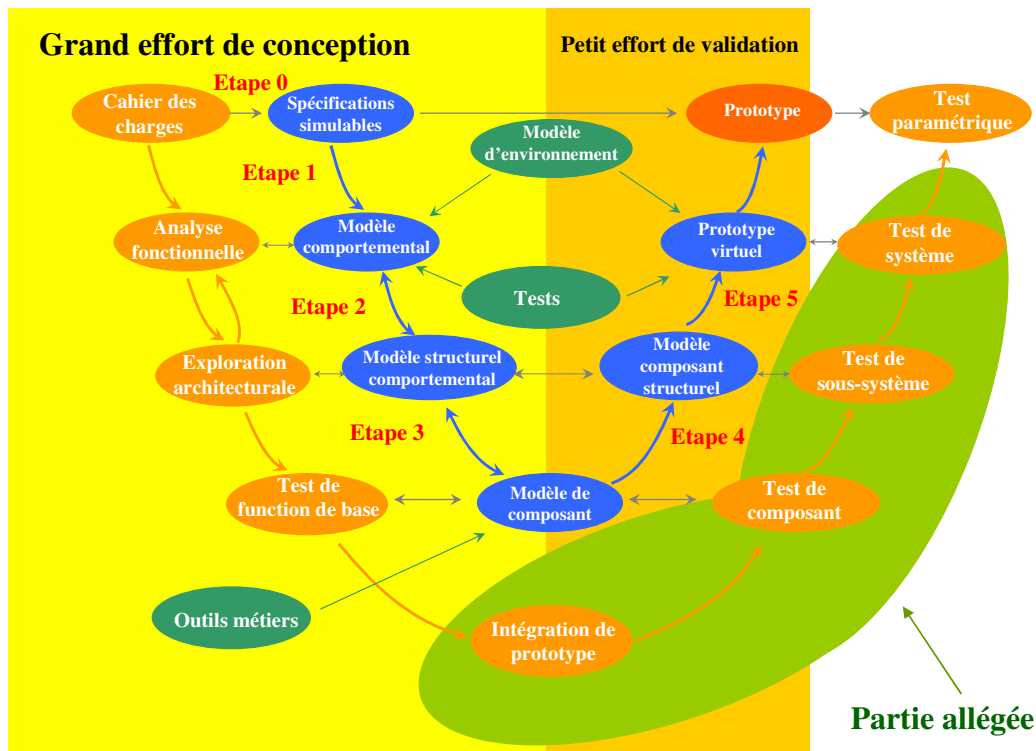 Grand effort de conception
Petit effort de validation
Etape 0
Cahier des
charges
Spécifications
simulables
Prototype
Test
paramétrique
Modèle
d'environnement
Etape 1
Analyse
fonctionnelle
Modèle
comportemental
Prototype
virtuel
Test de
système
Tests
Etape 2
Etape 5
Exploration
architecturale
Modèle structurel
comportemental
Modèle
composant
structurel
Test de
sous-système
Etape 3
Etape 4
Test de
function de base
Modèle de
composant
Test de
composant
Outils métiers
Intégration de
prototype
Partie allégée